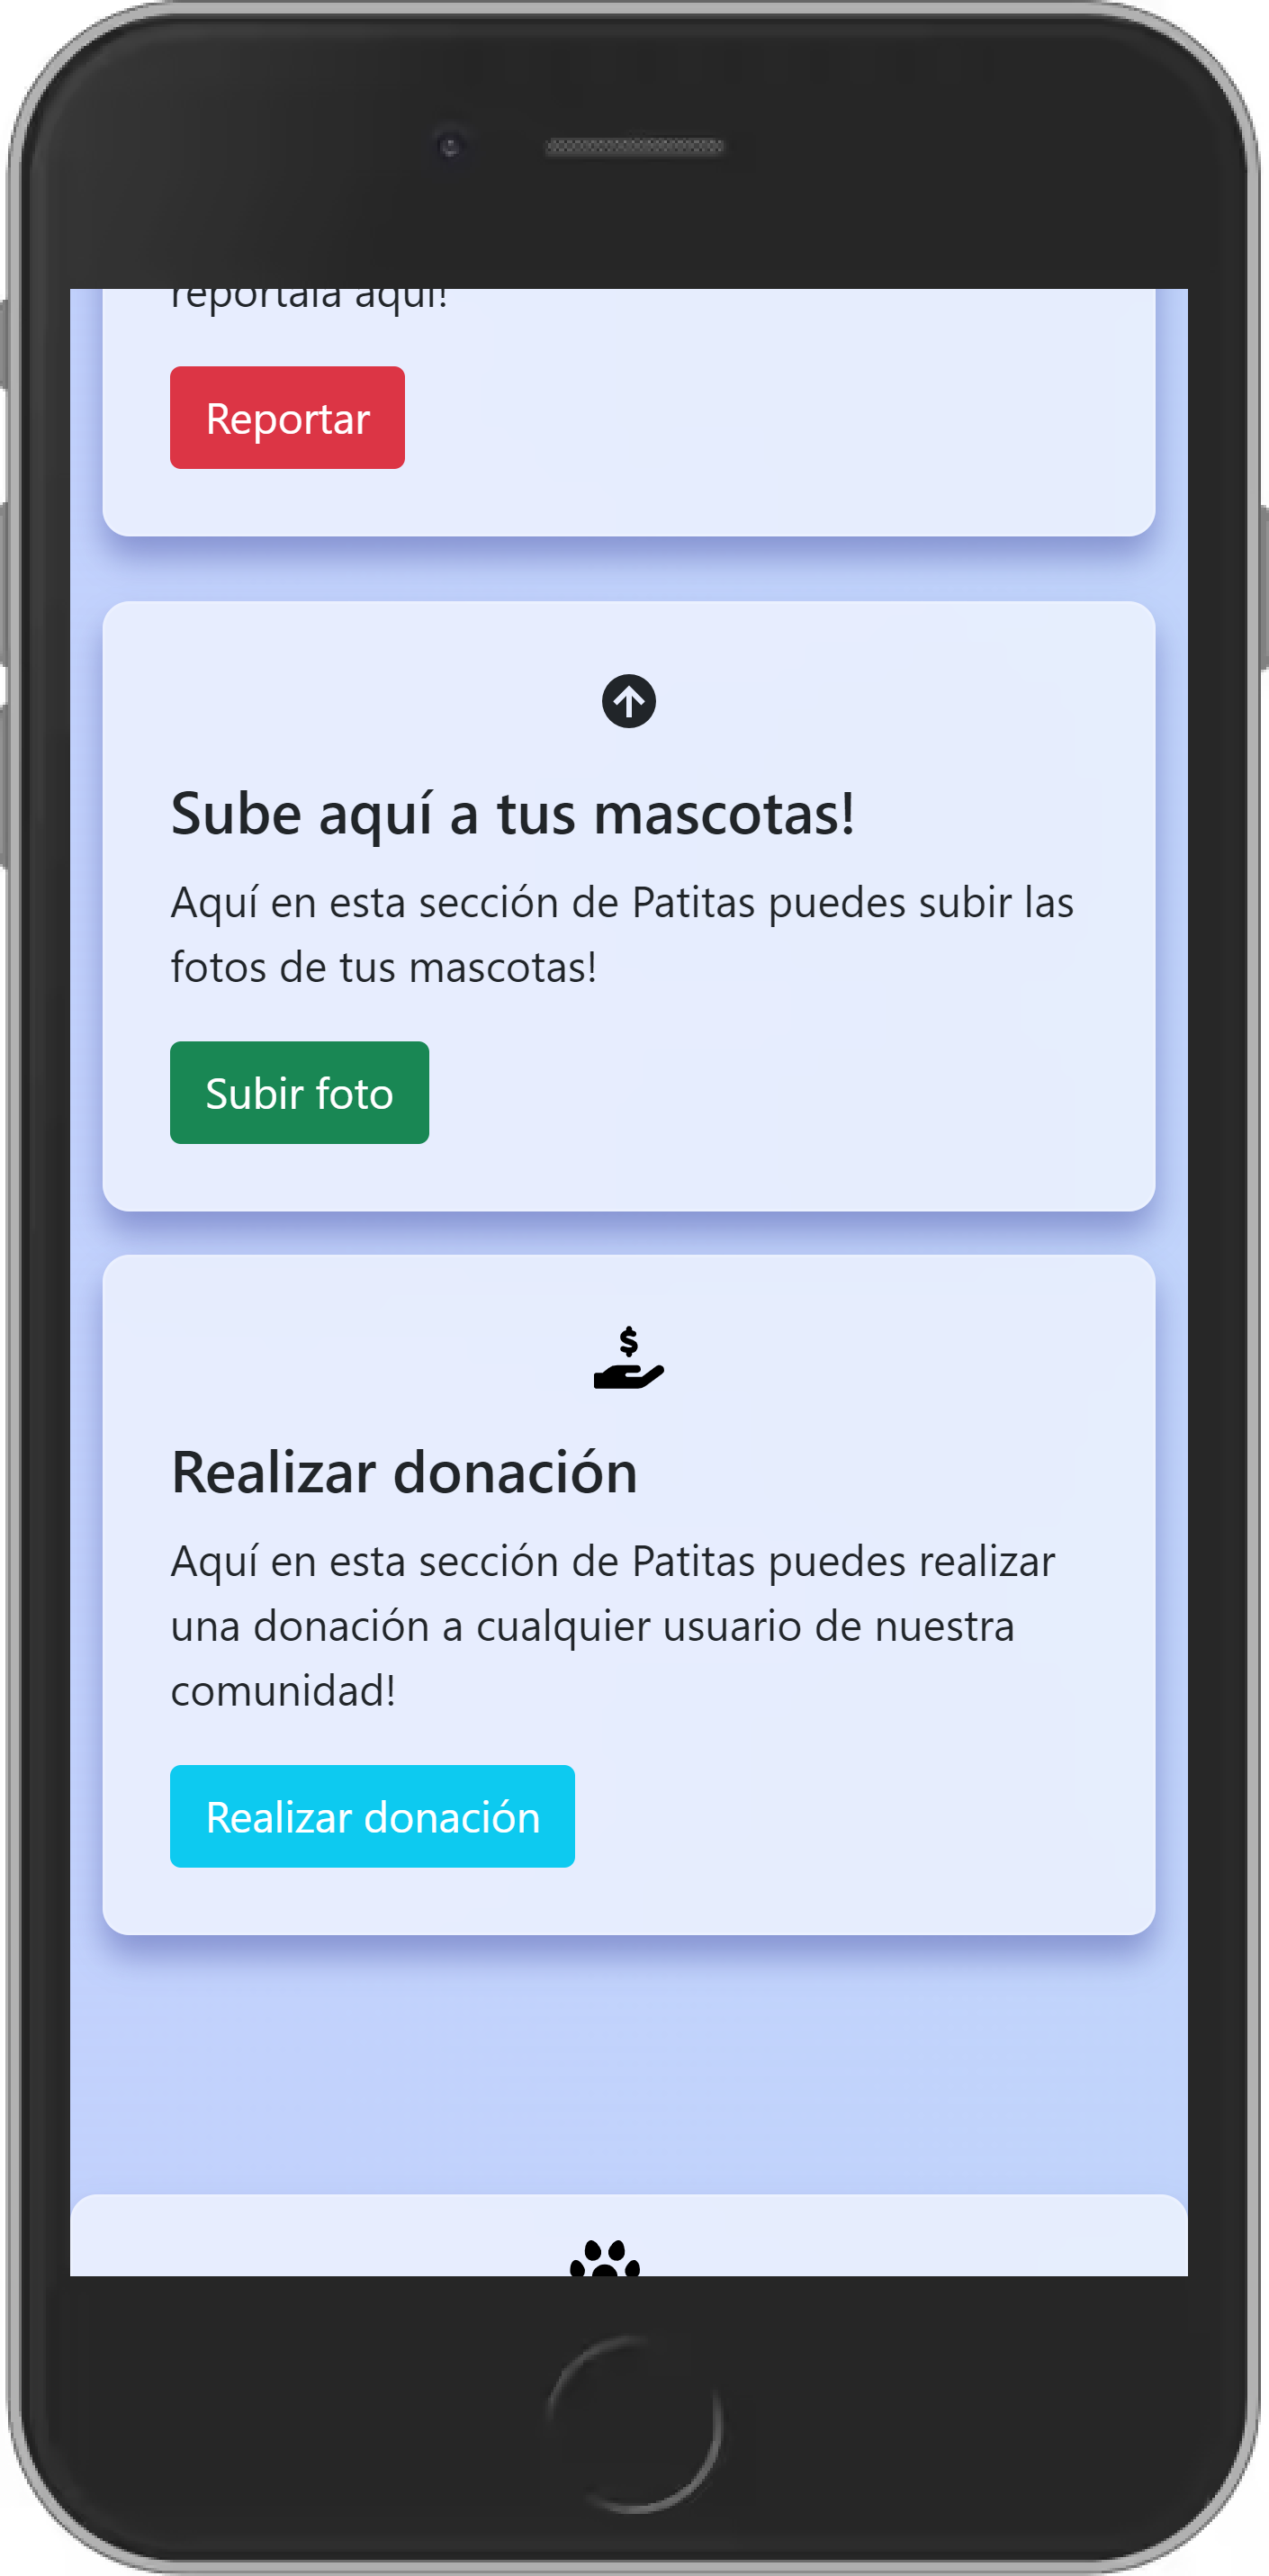 reportala aquí!
Reportar
Sube aquí a tus mascotas!
Aquí en esta sección de Patitas puedes subir las
fotos de tus mascotas!
Subir foto
Realizar donación
Aquí en esta sección de Patitas puedes realizar
una donación a cualquier usuario de nuestra
comunidad!
Realizar donación